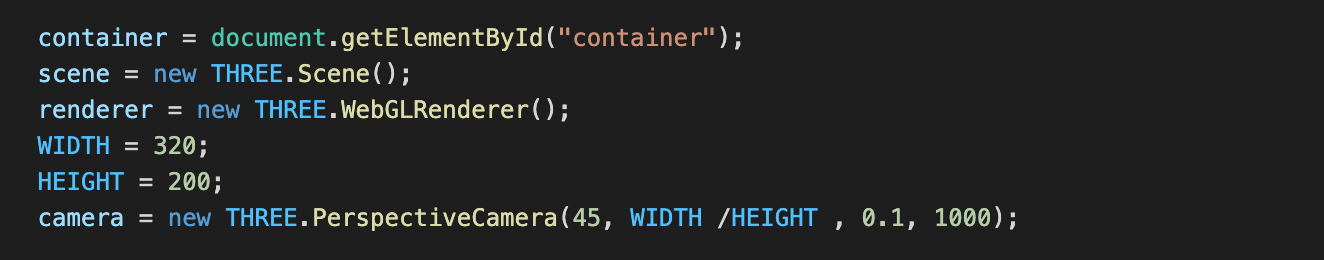 container = document.getElementById("container");
scene = new THREE.Scene();
renderer = new THREE.WebGLRenderer();
WIDTH = 320;
HEIGHT = 200;
camera = new THREE.PerspectiveCamera(45, WIDTH /HEIGHT , 0.1, 1000);